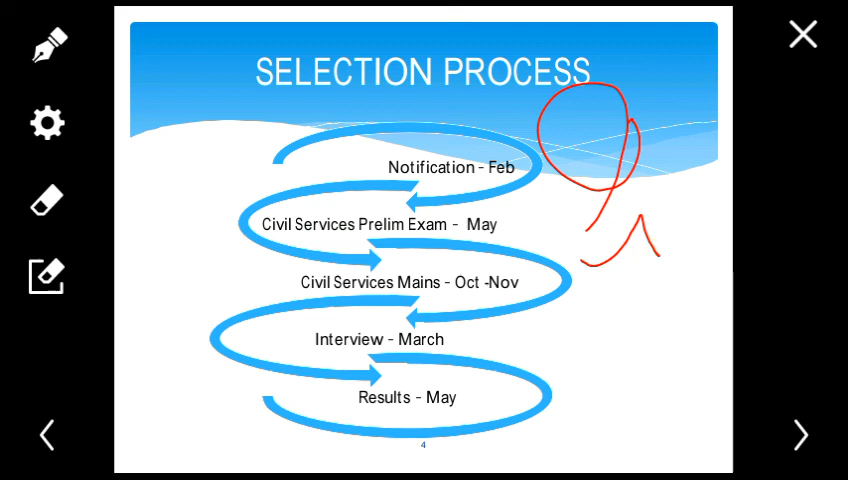 SELECTION PROCESS
Notification - Feb
Civil Services Prelim Exam - May
Civil Services Mains - Oct -Nov
Interview - March
Results - May
4